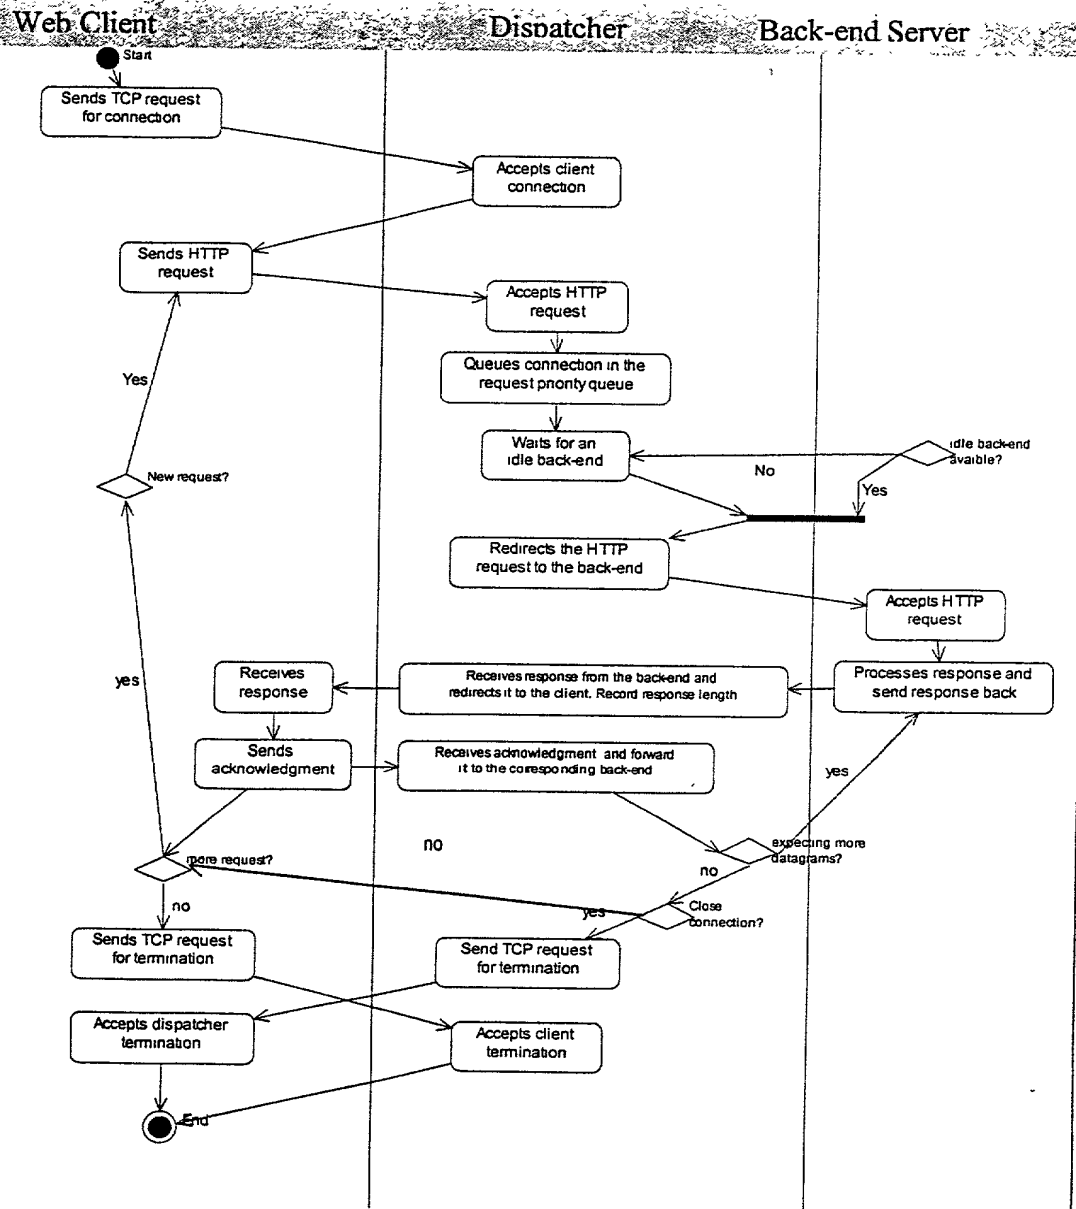 Web Client
Dispatcher
Back-end Server
Start
Sends TCP request
for connection
Accepts client
connection
Sends HTTP
request
Accepts HTTP
request
Queues connection in the
request priority queue
Yes
Waits for an
idle back-end
idle back-end
avaible?
No
Yes
New request?
Redirects the HTTP
request to the back-end
Accepts HTTP
request
yes
Receives
response
Receives response from the back-end and
redirects it to the client. Record response length
Processes response and
send response back
Sends
acknowledgment
Receives acknowledgment and forward
it to the corresponding back-end
yes
no
more request?
expecting more
datagrams?
no
no
yes
Close
connection?
Sends TCP request
for termination
Send TCP request
for termination
Accepts dispatcher
termination
Accepts client
termination
End